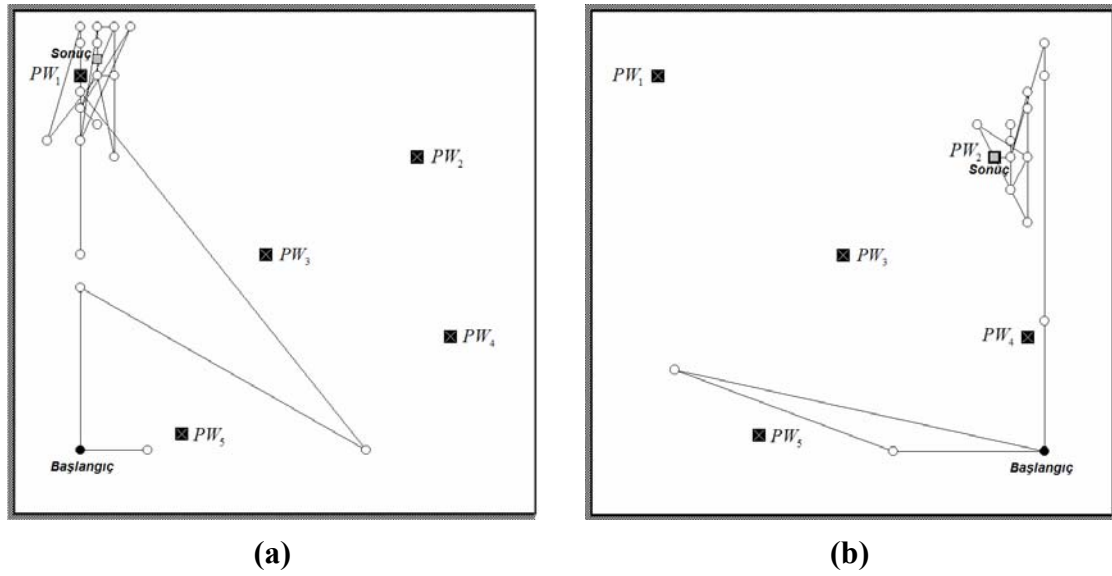 Sonuç
PW₁
PW₂
PW₃
PW₄
PW₅
Başlangıç
(a)
PW₁
PW₂
Sonuç
PW₃
PW₄
PW₅
Başlangıç
(b)